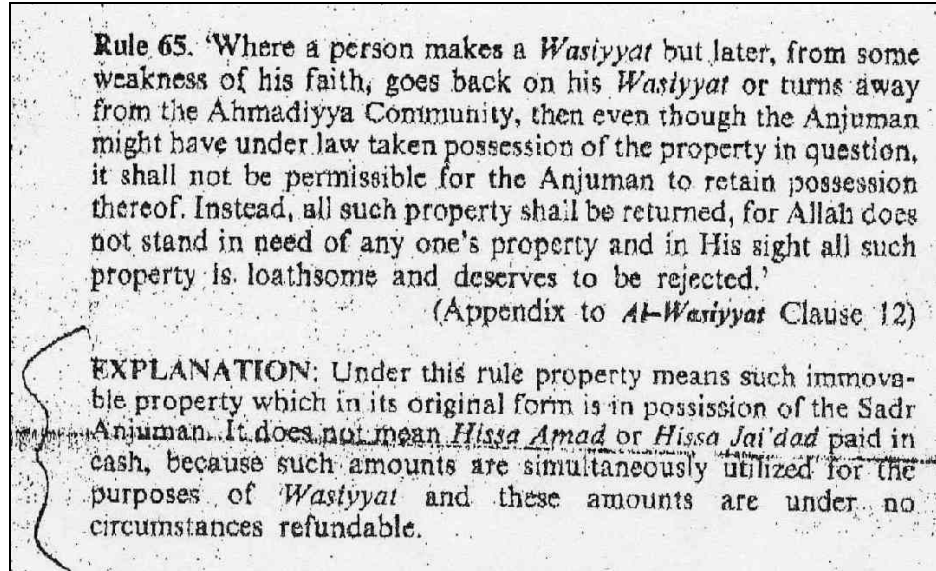 Rule 65. 'Where a person makes a Wasiyyat but later, from some
weakness of his faith, goes back on his Wasiyyat or turns away
from the Ahmadiyya Community, then even though the Anjuman
might have under law taken possession of the property in question,
it shall not be permissible for the Anjuman to retain possession
thereof. Instead, all such property shall be returned, for Allah does
not stand in need of any one's property and in His sight all such
property is loathsome and deserves to be rejected.'
(Appendix to Al-Wasiyyat Clause 12)
EXPLANATION: Under this rule property means such immova-
ble property which in its original form is in possission of the Sadr
Anjuman. It does not mean Hissa Amad or Hissa Jai'dad paid in
cash, because such amounts are simultaneously utilized for the
purposes of Wasiyyat and these amounts are under no
circumstances refundable.